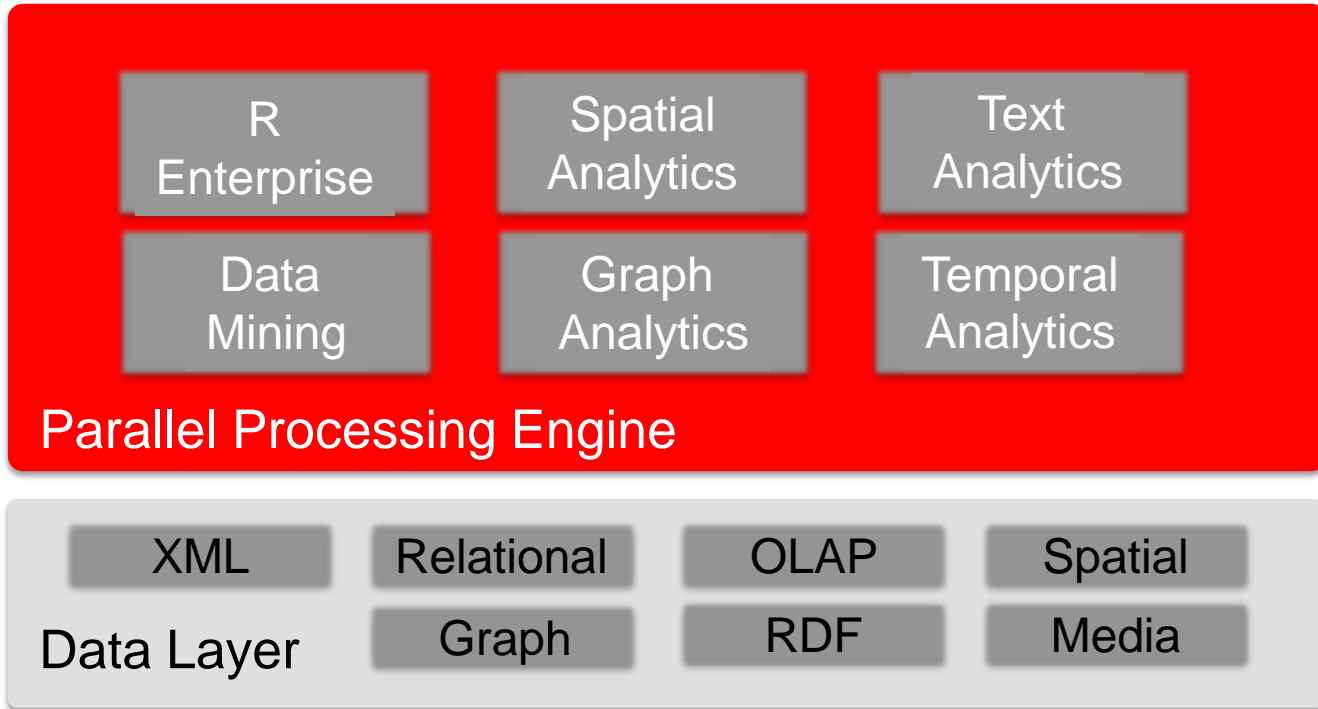 R
Enterprise
Spatial
Analytics
Text
Analytics
Data
Mining
Graph
Analytics
Temporal
Analytics
Parallel Processing Engine
XML
Relational
OLAP
Spatial
Data Layer
Graph
RDF
Media